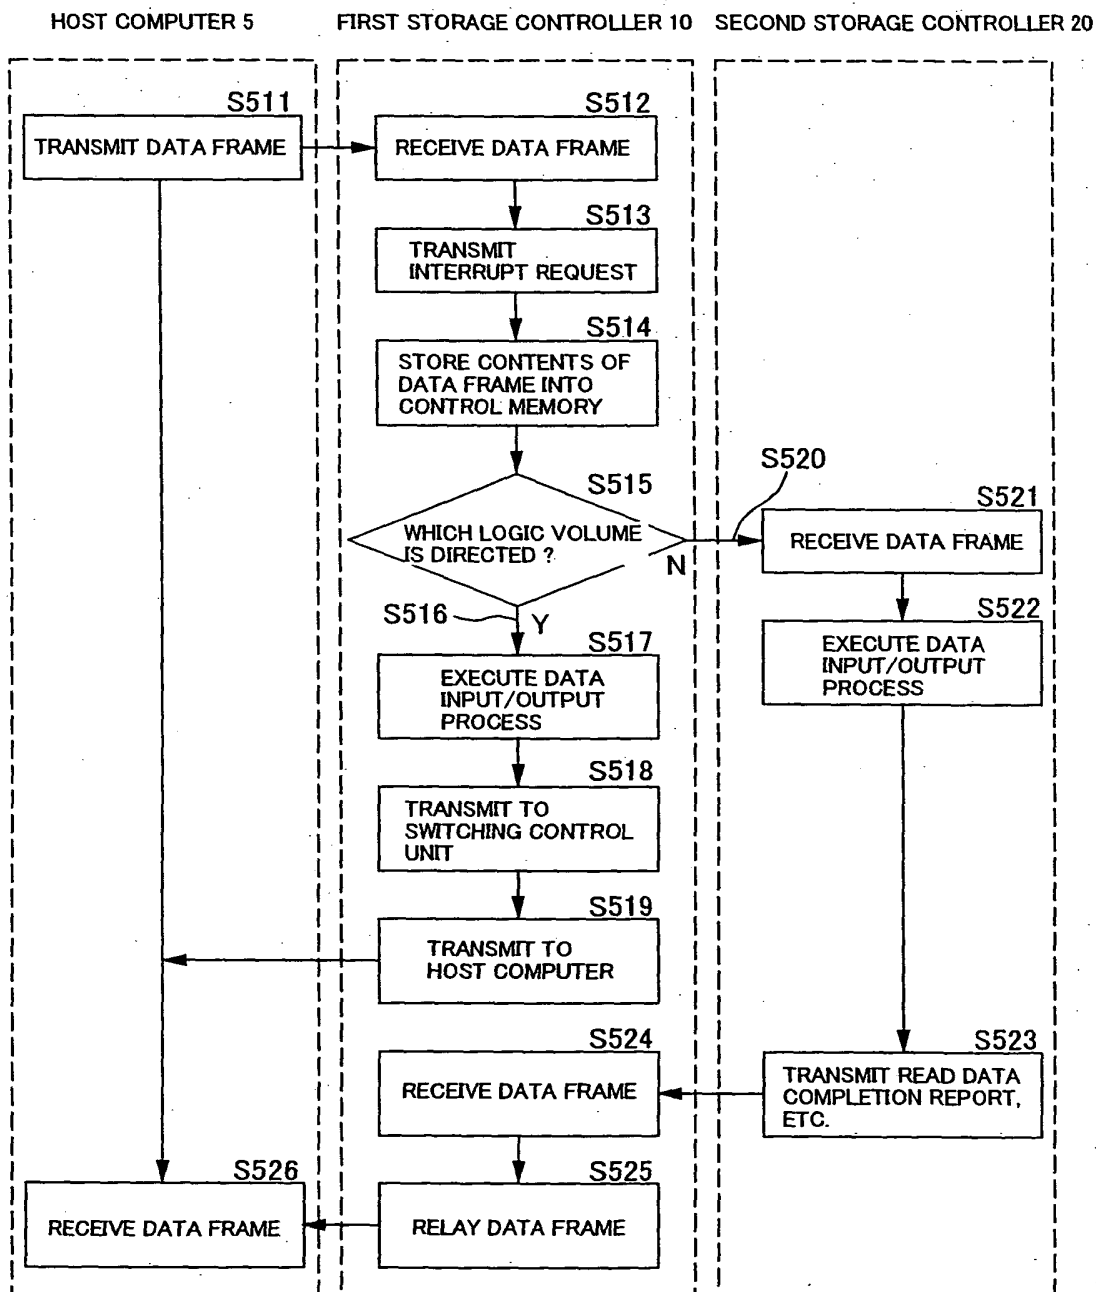 HOST COMPUTER 5
FIRST STORAGE CONTROLLER 10
SECOND STORAGE CONTROLLER 20
S511
TRANSMIT DATA FRAME
S512
RECEIVE DATA FRAME
S513
TRANSMIT
INTERRUPT REQUEST
S514
STORE CONTENTS OF
DATA FRAME INTO
CONTROL MEMORY
S515
WHICH LOGIC VOLUME
IS DIRECTED ?
N
S520
S521
RECEIVE DATA FRAME
S522
EXECUTE DATA
INPUT/OUTPUT
PROCESS
S516
Y
S517
EXECUTE DATA
INPUT/OUTPUT
PROCESS
S518
TRANSMIT TO
SWITCHING CONTROL
UNIT
S519
TRANSMIT TO
HOST COMPUTER
S523
TRANSMIT READ DATA
COMPLETION REPORT,
ETC.
S524
RECEIVE DATA FRAME
S525
RELAY DATA FRAME
S526
RECEIVE DATA FRAME